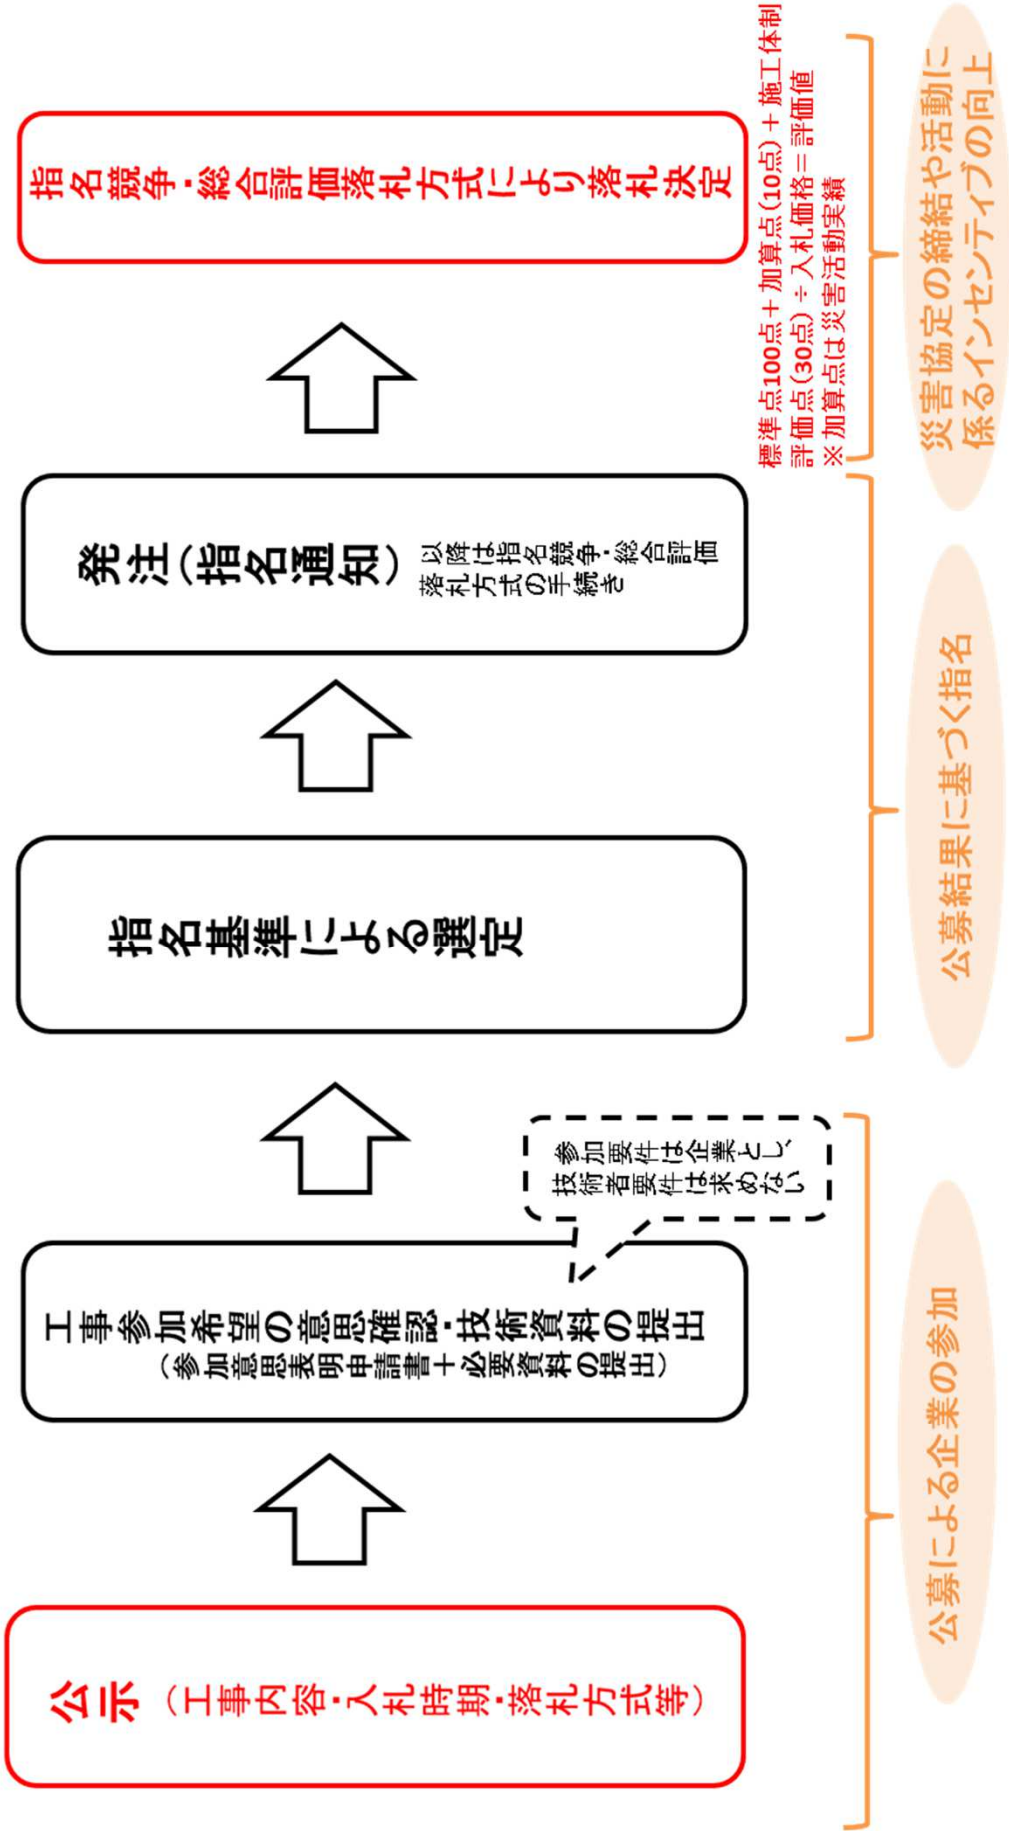 公示（工事内容・入札時期・落札方式等）
工事参加希望の意思確認・技術資料の提出
（参加意思表明申請書＋必要資料の提出）
参加要件は企業とし、
技術者要件は求めない
指名基準による選定
発注（指名通知）
以降は指名競争・総合評価
落札方式の手続き
指名競争・総合評価落札方式により落札決定
標準点100点＋加算点（10点）＋施工体制
評価点（30点）÷入札価格＝評価値
※加算点は災害活動実績
公募による企業の参加
公募結果に基づく指名
災害協定の締結や活動に
係るインセンティブの向上